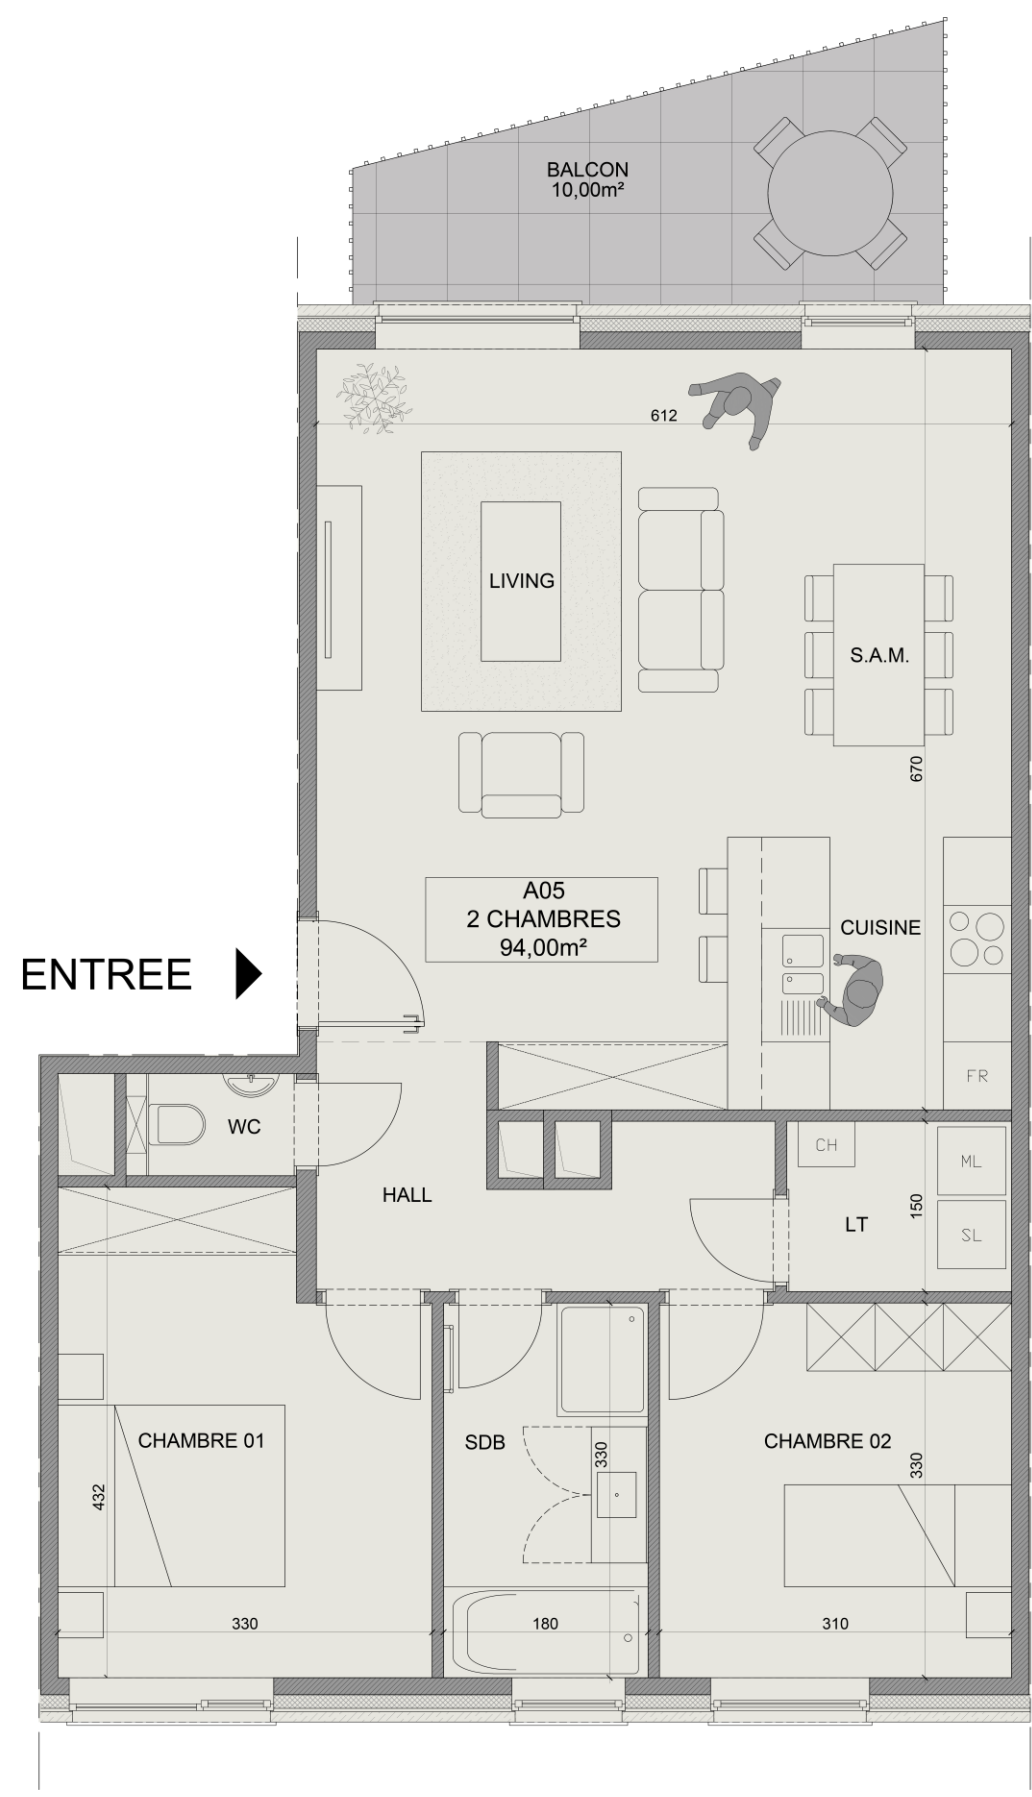 BALCON
10,00m²
612
LIVING
S.A.M.
670
A05
2 CHAMBRES
94,00m²
CUISINE
ENTREE
FR
WC
CH
ML
HALL
150
LT
SL
CHAMBRE 01
SDB
330
CHAMBRE 02
330
432
330
180
310